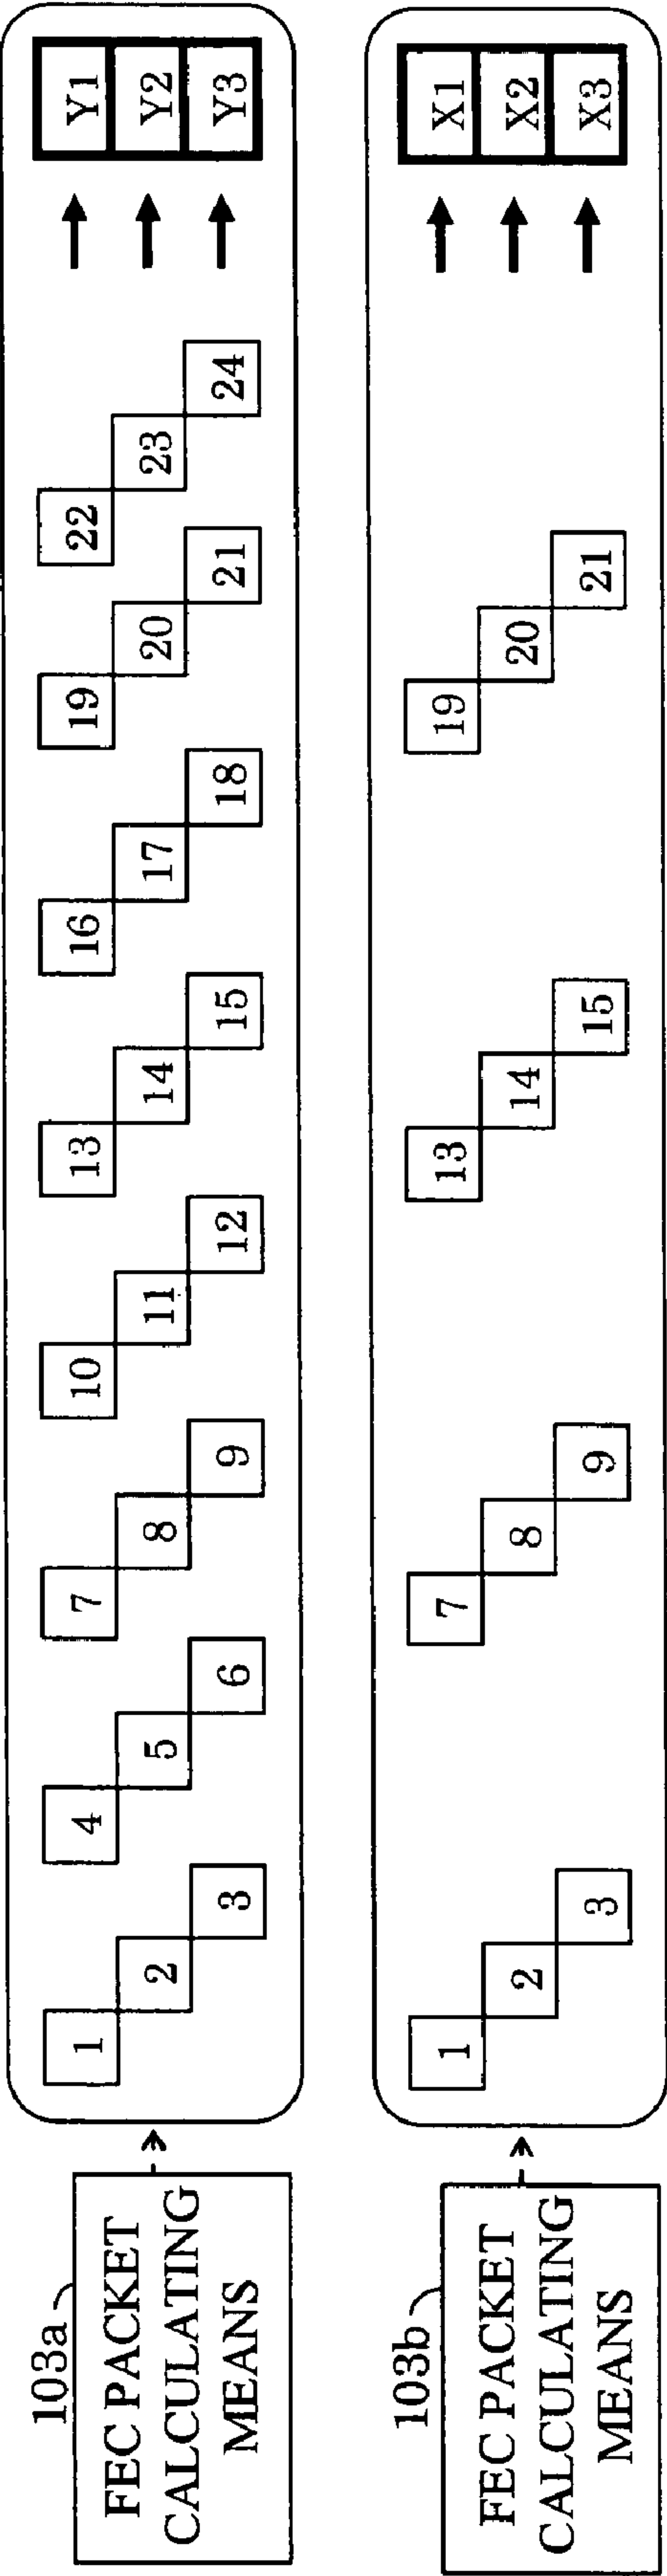 103a
FEC PACKET
CALCULATING
MEANS
1 4 7 10 13 16 19 22 Y1
2 5 8 11 14 17 20 23 Y2
3 6 9 12 15 18 21 24 Y3
103b
FEC PACKET
CALCULATING
MEANS
1 7 13 19 X1
2 8 14 20 X2
3 9 15 21 X3